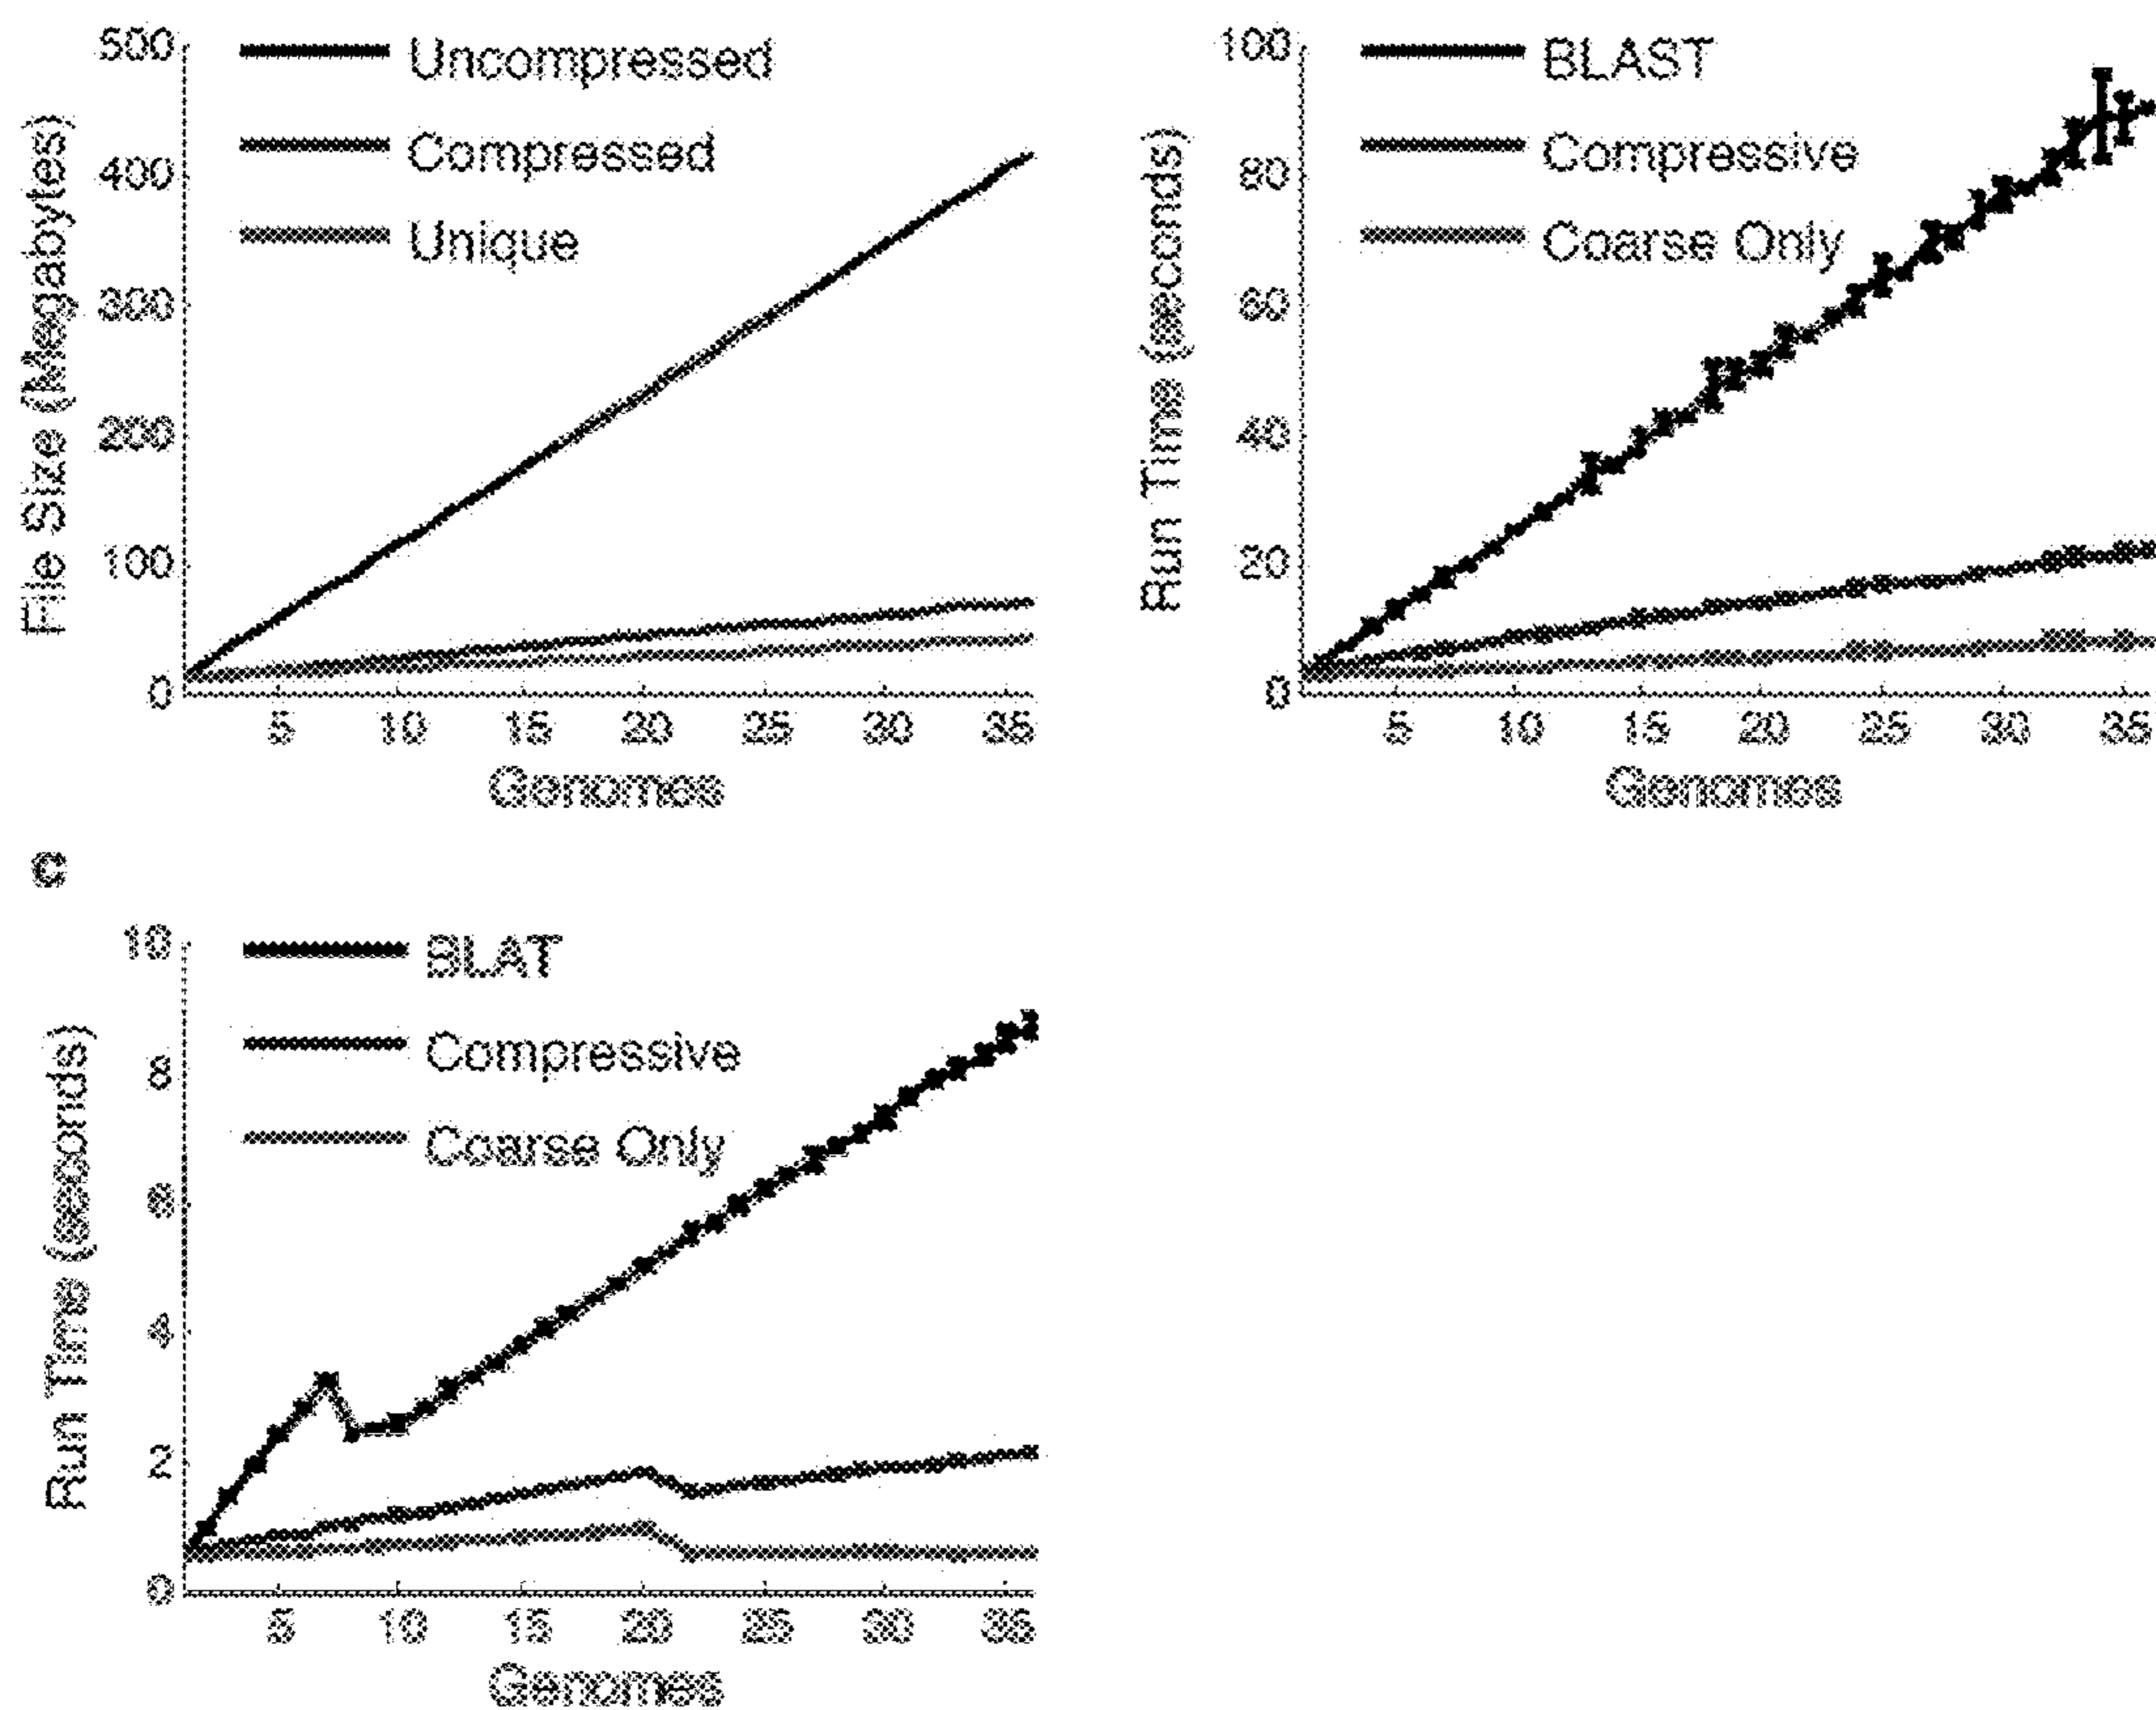 500
400
300
200
100
0
File Size (Megabytes)
Uncompressed
Compressed
Unique
5 10 15 20 25 30 35
Genomes
100
80
60
40
20
0
Run Time (seconds)
BLAST
Compressive
Coarse Only
5 10 15 20 25 30 35
Genomes
c
10
8
6
4
2
0
Run Time (seconds)
BLAT
Compressive
Coarse Only
5 10 15 20 25 30 35
Genomes